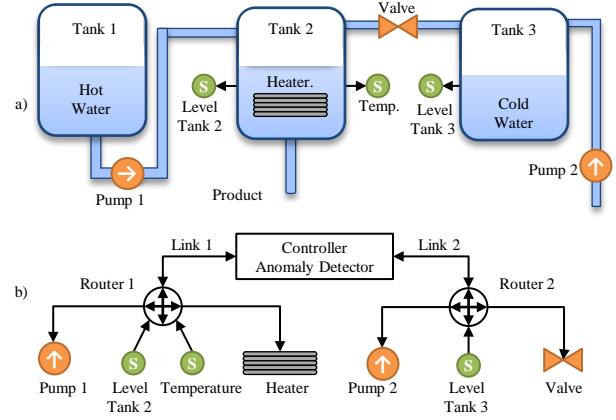 Tank 1
Tank 2
Valve
Tank 3
Hot
Water
Heater.
S
Level
Tank 2
S
Temp.
S
Level
Tank 3
Cold
Water
a)
Pump 1
Product
Pump 2
Link 1
Controller
Anomaly Detector
Link 2
b)
Router 1
Router 2
S
S
S
Pump 1
Level
Tank 2
Temperature
Heater
Pump 2
Level
Tank 3
Valve